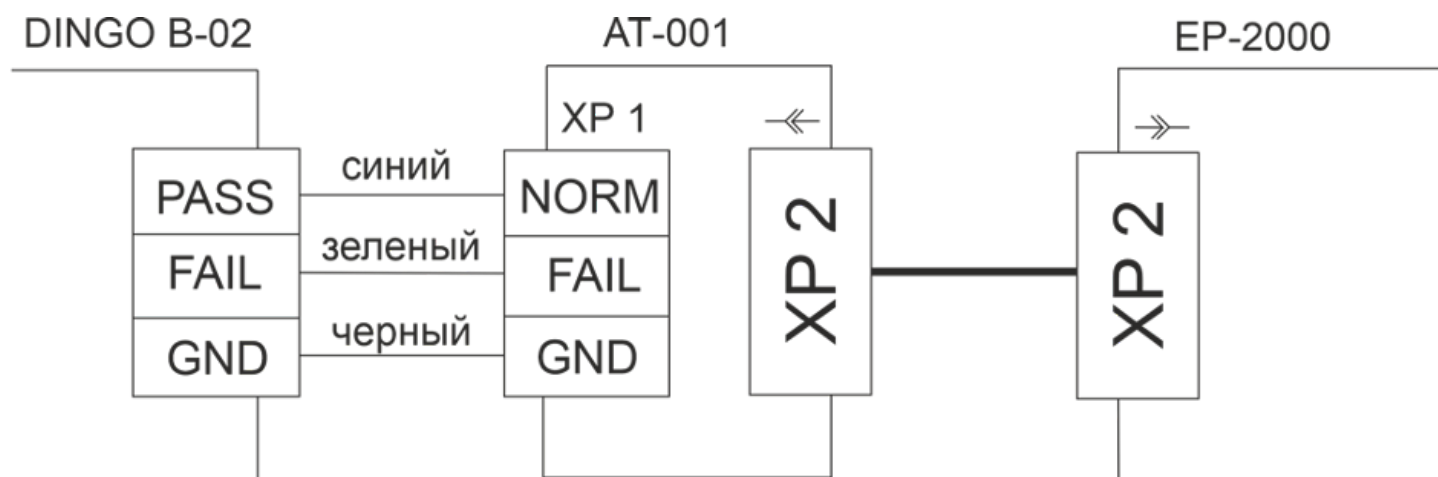 DINGO B-02
AT-001
EP-2000
XP 1
PASS
синий
NORM
FAIL
зеленый
FAIL
GND
черный
GND
XP 2
XP 2